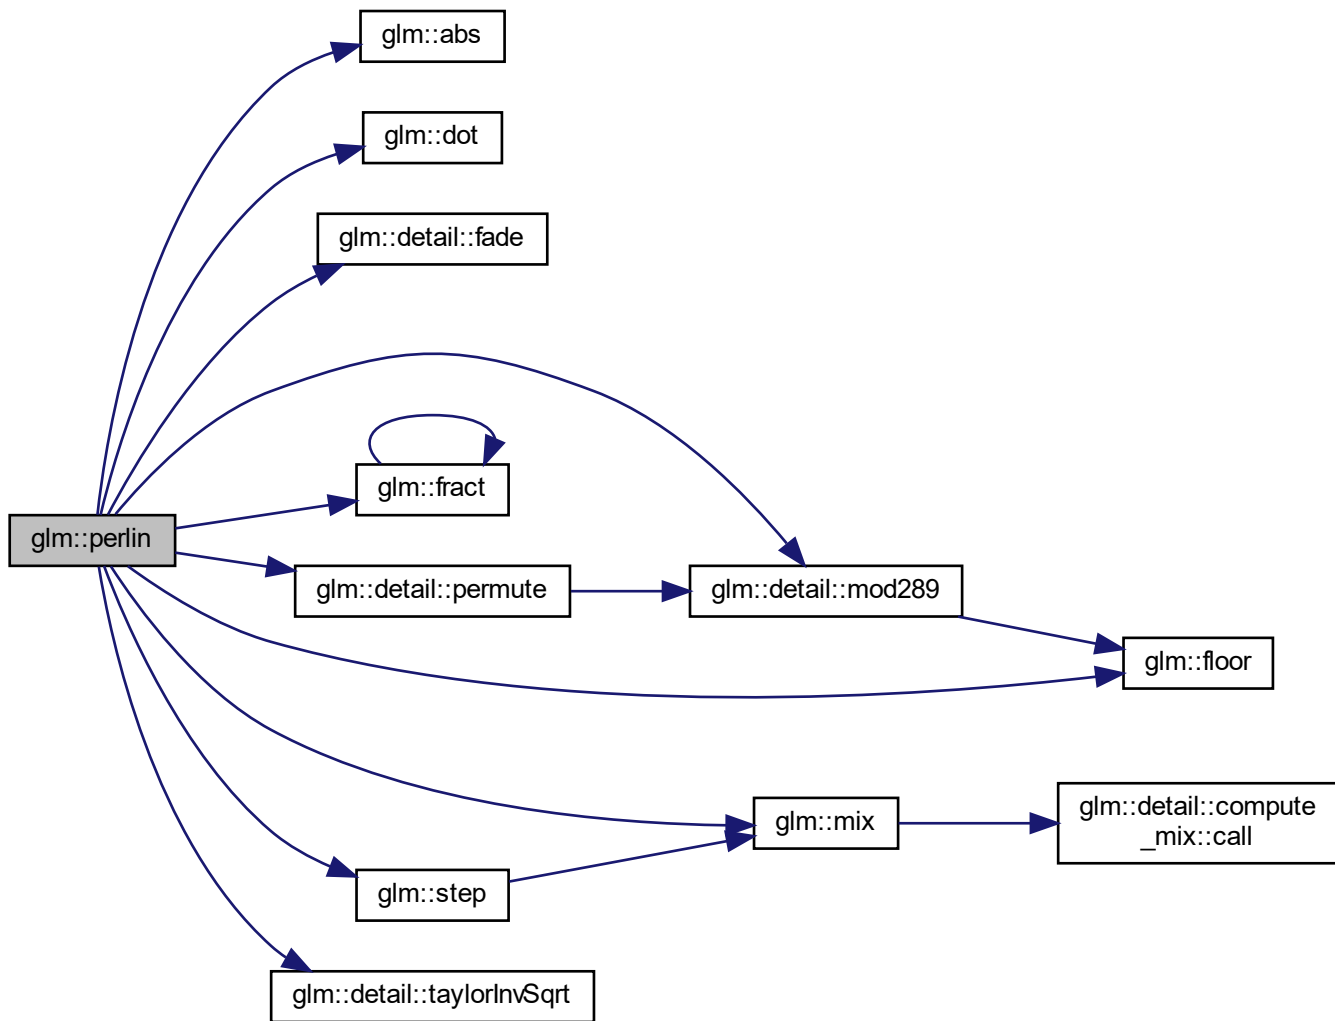 glm::abs
glm::dot
glm::detail::fade
glm::fract
glm::perlin
glm::detail::permute
glm::detail::mod289
glm::floor
glm::mix
glm::detail::compute
_mix::call
glm::step
glm::detail::taylorInvSqrt